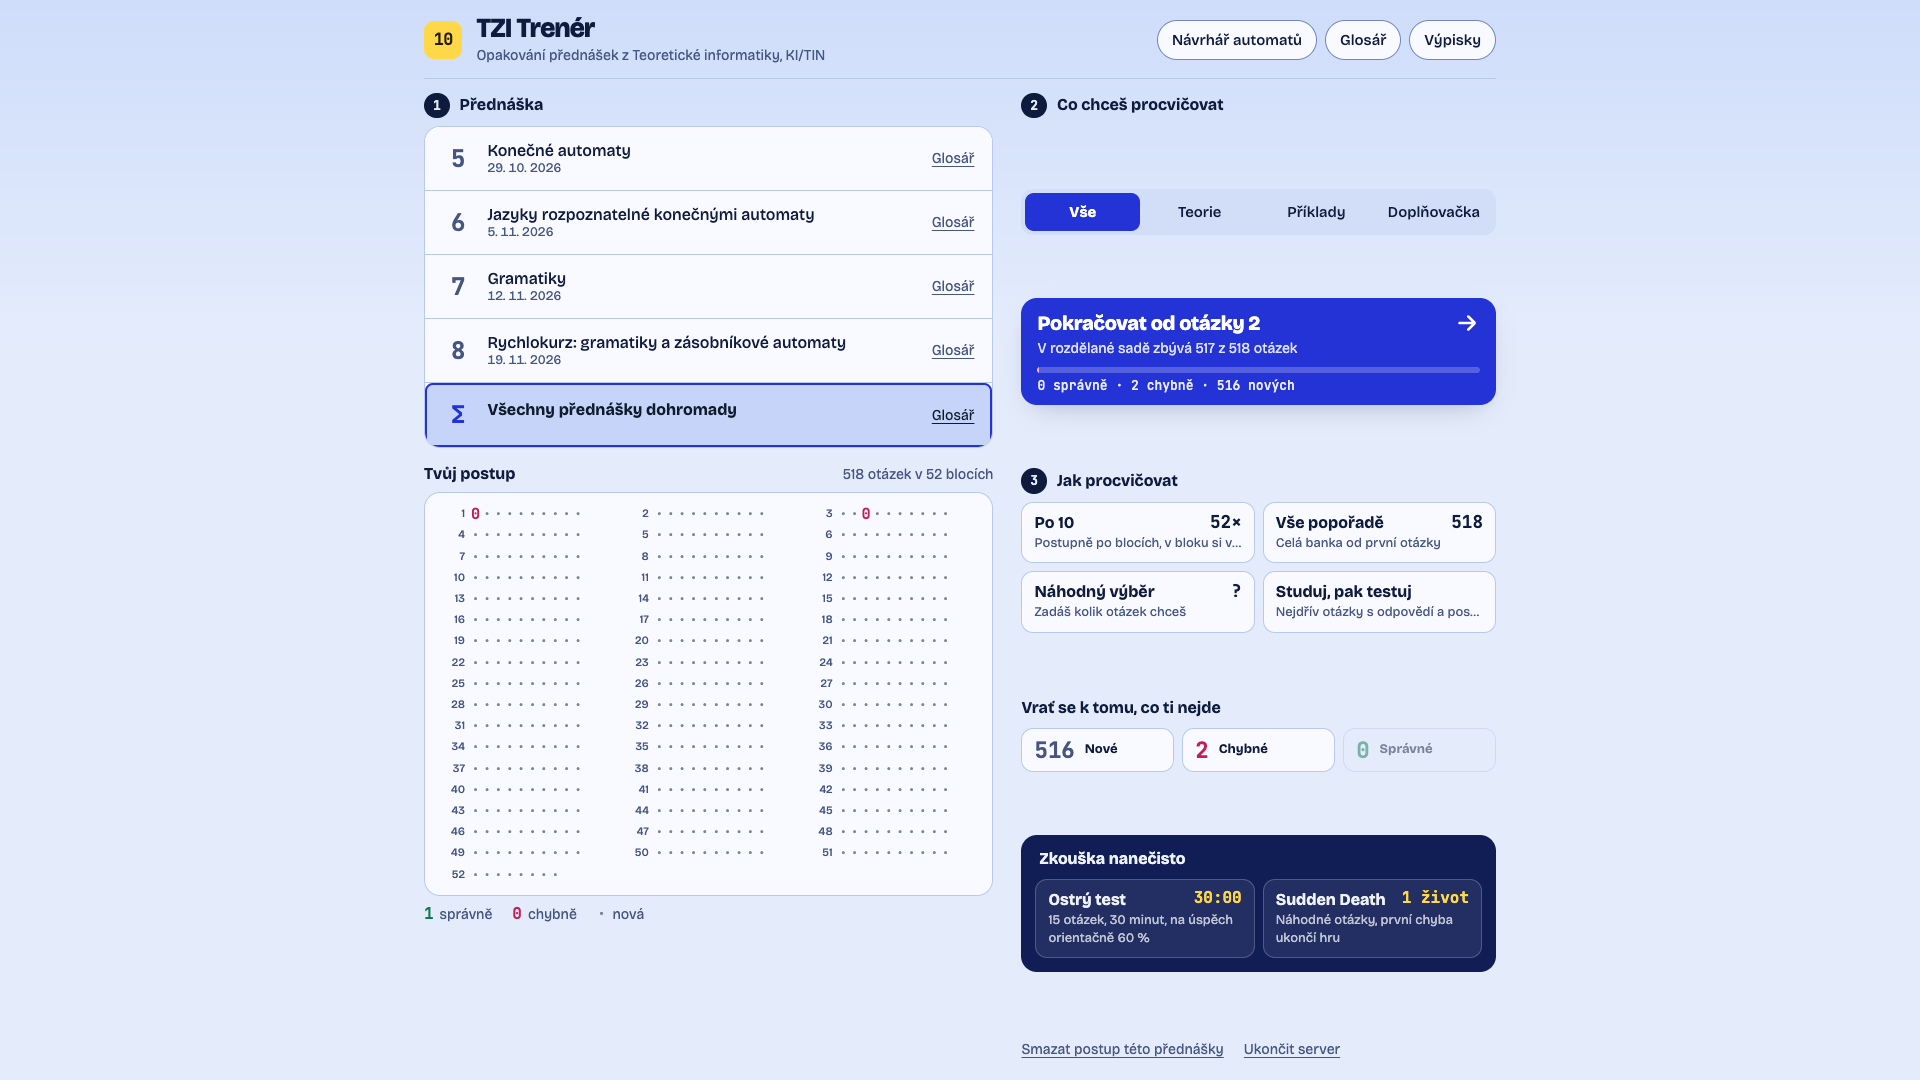 10
TZI Trenér
Opakování přednášek z Teoretické informatiky, KI/TIN
Návrhář automatů
Glosář
Výpisky
1 Přednáška
5 Konečné automaty
29. 10. 2026
Glosář
6 Jazyky rozpoznatelné konečnými automaty
5. 11. 2026
Glosář
7 Gramatiky
12. 11. 2026
Glosář
8 Rychlokurz: gramatiky a zásobníkové automaty
19. 11. 2026
Glosář
Σ Všechny přednášky dohromady
Glosář
Tvůj postup
518 otázek v 52 blocích
1 0 · · · · · · · · · 2 · · · · · · · · · · 3 · · 0 · · · · · · ·
4 · · · · · · · · · · 5 · · · · · · · · · · 6 · · · · · · · · · ·
7 · · · · · · · · · · 8 · · · · · · · · · · 9 · · · · · · · · · ·
10 · · · · · · · · · · 11 · · · · · · · · · · 12 · · · · · · · · · ·
13 · · · · · · · · · · 14 · · · · · · · · · · 15 · · · · · · · · · ·
16 · · · · · · · · · · 17 · · · · · · · · · · 18 · · · · · · · · · ·
19 · · · · · · · · · · 20 · · · · · · · · · · 21 · · · · · · · · · ·
22 · · · · · · · · · · 23 · · · · · · · · · · 24 · · · · · · · · · ·
25 · · · · · · · · · · 26 · · · · · · · · · · 27 · · · · · · · · · ·
28 · · · · · · · · · · 29 · · · · · · · · · · 30 · · · · · · · · · ·
31 · · · · · · · · · · 32 · · · · · · · · · · 33 · · · · · · · · · ·
34 · · · · · · · · · · 35 · · · · · · · · · · 36 · · · · · · · · · ·
37 · · · · · · · · · · 38 · · · · · · · · · · 39 · · · · · · · · · ·
40 · · · · · · · · · · 41 · · · · · · · · · · 42 · · · · · · · · · ·
43 · · · · · · · · · · 44 · · · · · · · · · · 45 · · · · · · · · · ·
46 · · · · · · · · · · 47 · · · · · · · · · · 48 · · · · · · · · · ·
49 · · · · · · · · · · 50 · · · · · · · · · · 51 · · · · · · · · · ·
52 · · · · · · · ·
1 správně 0 chybně · nová
2 Co chceš procvičovat
Vše Teorie Příklady Doplňovačka
Pokračovat od otázky 2 →
V rozdělané sadě zbývá 517 z 518 otázek
0 správně · 2 chybně · 516 nových
3 Jak procvičovat
Po 10 52×
Postupně po blocích, v bloku si v…
Vše popořadě 518
Celá banka od první otázky
Náhodný výběr ?
Zadáš kolik otázek chceš
Studuj, pak testuj
Nejdřív otázky s odpovědí a pos…
Vrať se k tomu, co ti nejde
516 Nové
2 Chybné
0 Správné
Zkouška nanečisto
Ostrý test 30:00
15 otázek, 30 minut, na úspěch
orientačně 60 %
Sudden Death 1 život
Náhodné otázky, první chyba
ukončí hru
Smazat postup této přednášky
Ukončit server